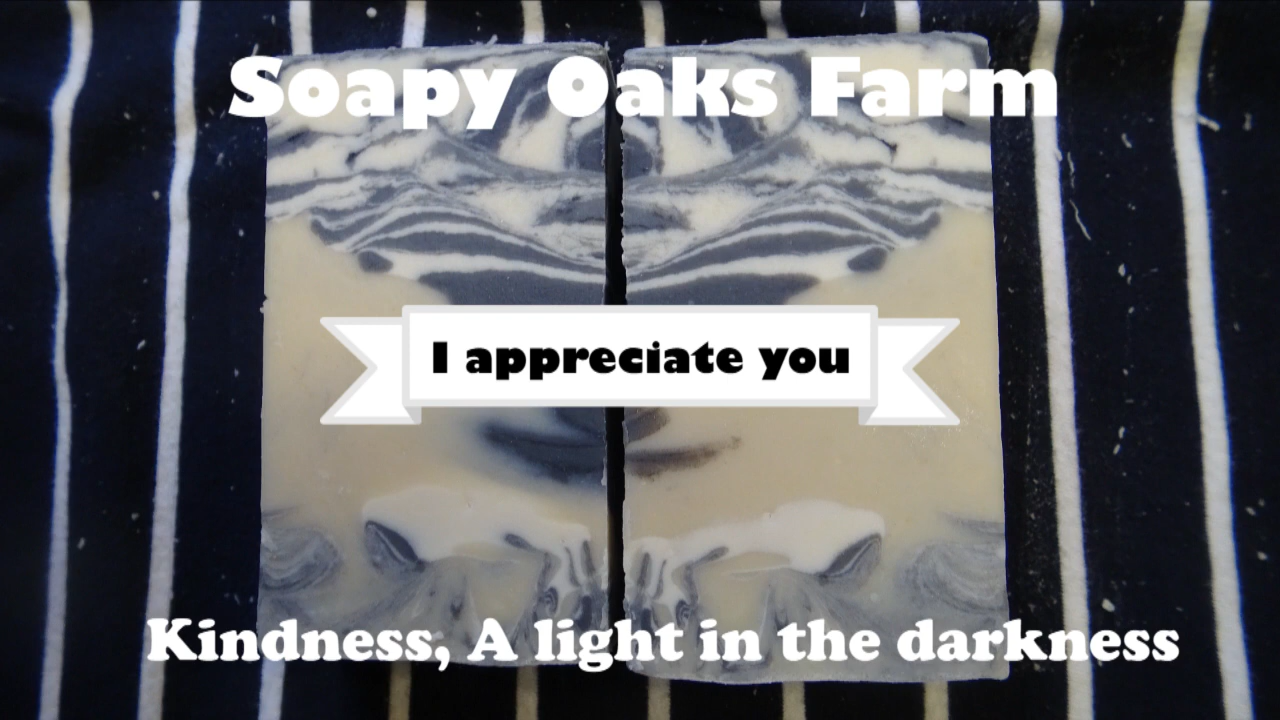 Soapy Oaks Farm
I appreciate you
Kindness, A light in the darkness